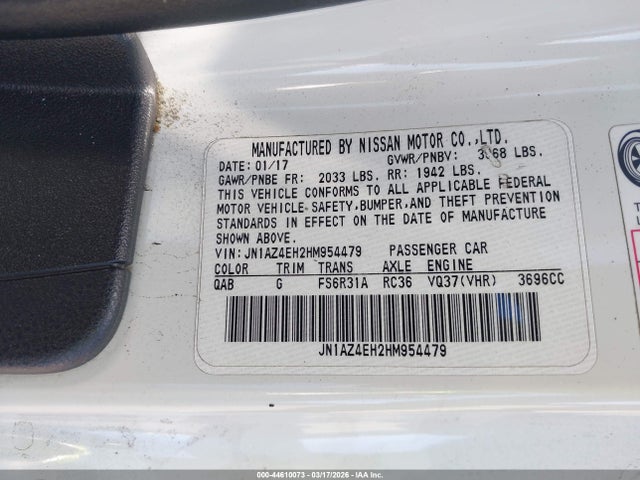 MANUFACTURED BY NISSAN MOTOR CO.,LTD.
DATE: 01/17 GVWR/PNBV: 3968 LBS.
GAWR/PNBE FR: 2033 LBS. RR: 1942 LBS.
THIS VEHICLE CONFORMS TO ALL APPLICABLE FEDERAL
MOTOR VEHICLE-SAFETY,BUMPER,AND THEFT PREVENTION
STANDARDS IN EFFECT ON THE DATE OF MANUFACTURE
SHOWN ABOVE.
VIN: JN1AZ4EH2HM954479 PASSENGER CAR
COLOR TRIM TRANS AXLE ENGINE
QAB G FS6R31A RC36 VQ37(VHR) 3696CC
JN1AZ4EH2HM954479
000-44610073 - 03/17/2026 - IAA Inc.